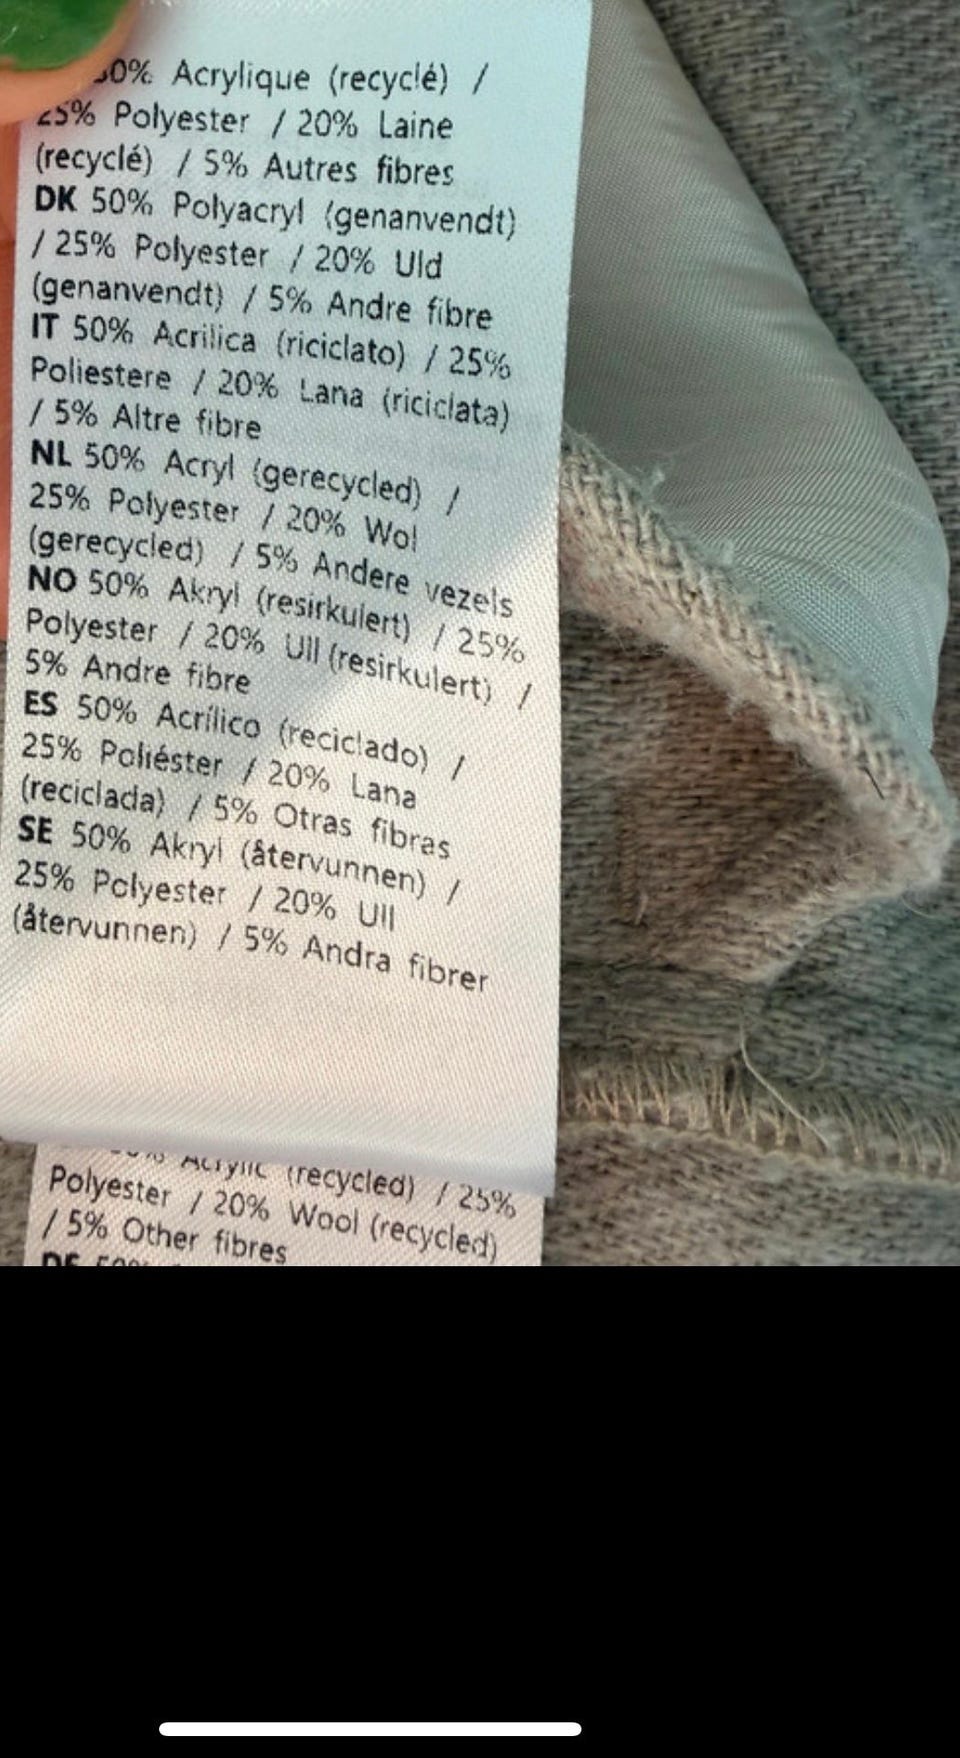 50% Acrylique (recyclé) /
25% Polyester / 20% Laine
(recyclé) / 5% Autres fibres
DK 50% Polyacryl (genanvendt)
/ 25% Polyester / 20% Uld
(genanvendt) / 5% Andre fibre
IT 50% Acrilica (riciclato) / 25%
Poliestere / 20% Lana (riciclata)
/ 5% Altre fibre
NL 50% Acryl (gerecycled) /
25% Polyester / 20% Wol
(gerecycled) / 5% Andere vezels
NO 50% Akryl (resirkulert) / 25%
Polyester / 20% Ull (resirkulert) /
5% Andre fibre
ES 50% Acrílico (reciclado) /
25% Poliéster / 20% Lana
(reciclada) / 5% Otras fibras
SE 50% Akryl (återvunnen) /
25% Polyester / 20% Ull
(återvunnen) / 5% Andra fibrer
Acrylic (recycled) / 25%
Polyester / 20% Wool (recycled)
/ 5% Other fibres